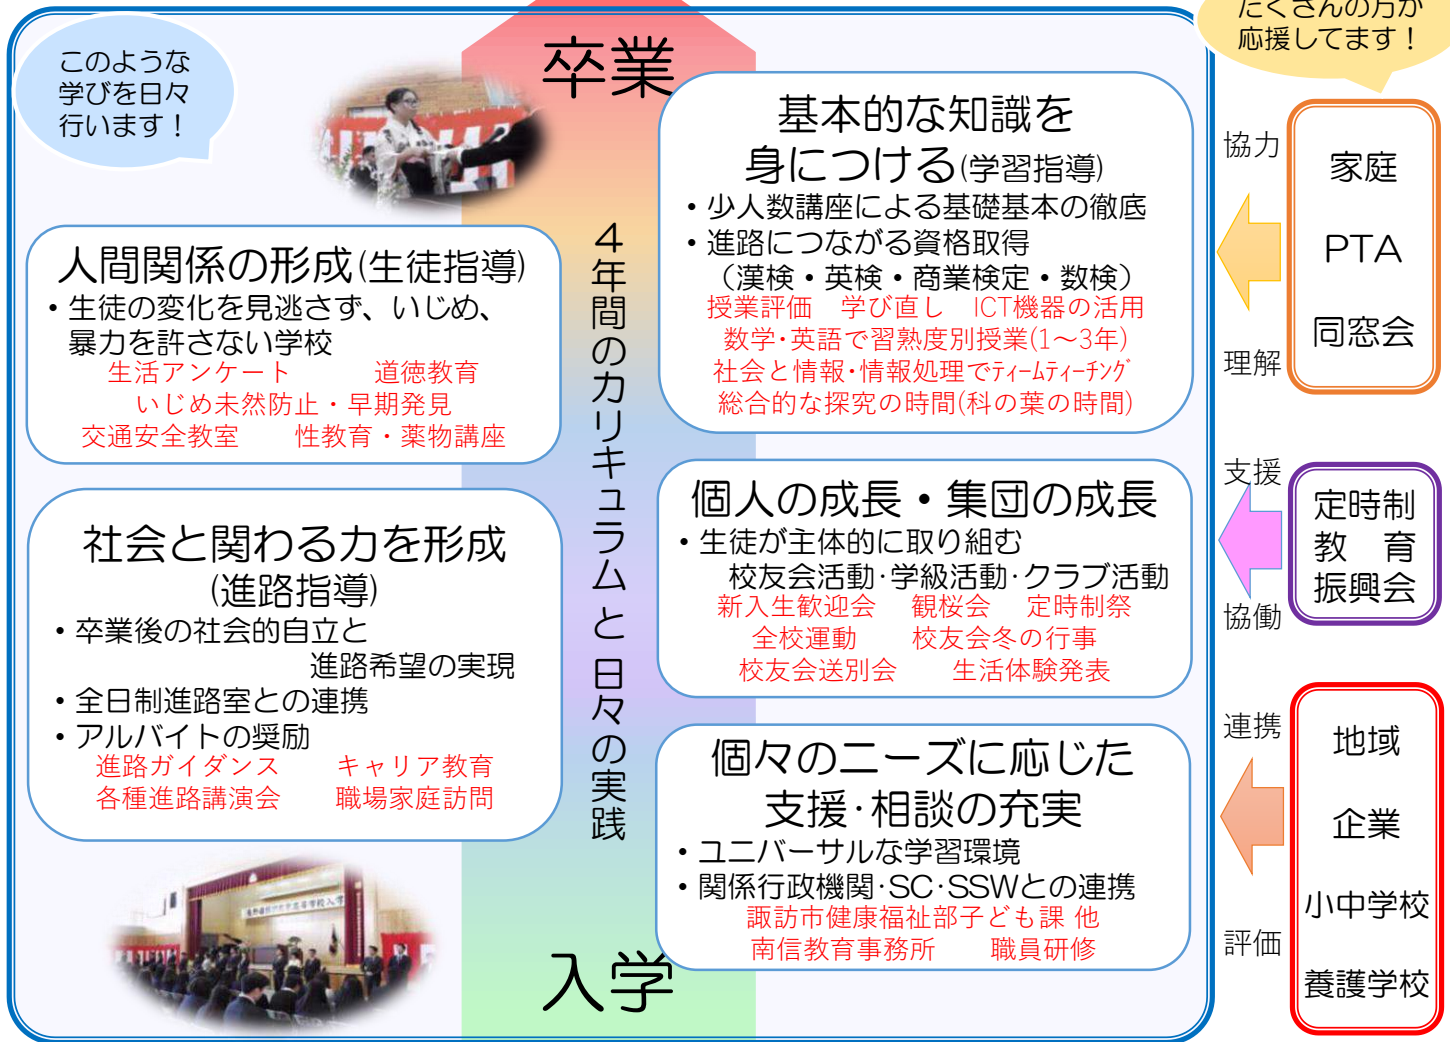 このような
学びを日々
行います！
たくさんの方が
応援してます！
卒業
人間関係の形成(生徒指導)
・生徒の変化を見逃さず、いじめ、
暴力を許さない学校
生活アンケート　道徳教育
いじめ未然防止・早期発見
交通安全教室　性教育・薬物講座
社会と関わる力を形成
(進路指導)
・卒業後の社会的自立と
進路希望の実現
・全日制進路室との連携
・アルバイトの奨励
進路ガイダンス　キャリア教育
各種進路講演会　職場家庭訪問
４年間のカリキュラムと日々の実践
基本的な知識を
身につける(学習指導)
・少人数講座による基礎基本の徹底
・進路につながる資格取得
（漢検・英検・商業検定・数検）
授業評価　学び直し　ICT機器の活用
数学・英語で習熟度別授業(1～3年)
社会と情報・情報処理でﾃｨｰﾑﾃｨｰﾁﾝｸﾞ
総合的な探究の時間(科の葉の時間)
個人の成長・集団の成長
・生徒が主体的に取り組む
校友会活動・学級活動・クラブ活動
新入生歓迎会　観桜会　定時制祭
全校運動　校友会冬の行事
校友会送別会　生活体験発表
個々のニーズに応じた
支援・相談の充実
・ユニバーサルな学習環境
・関係行政機関・SC・SSWとの連携
諏訪市健康福祉部子ども課 他
南信教育事務所　職員研修
入学
協力
理解
家庭
PTA
同窓会
支援
協働
定時制
教　育
振興会
連携
評価
地域
企業
小中学校
養護学校